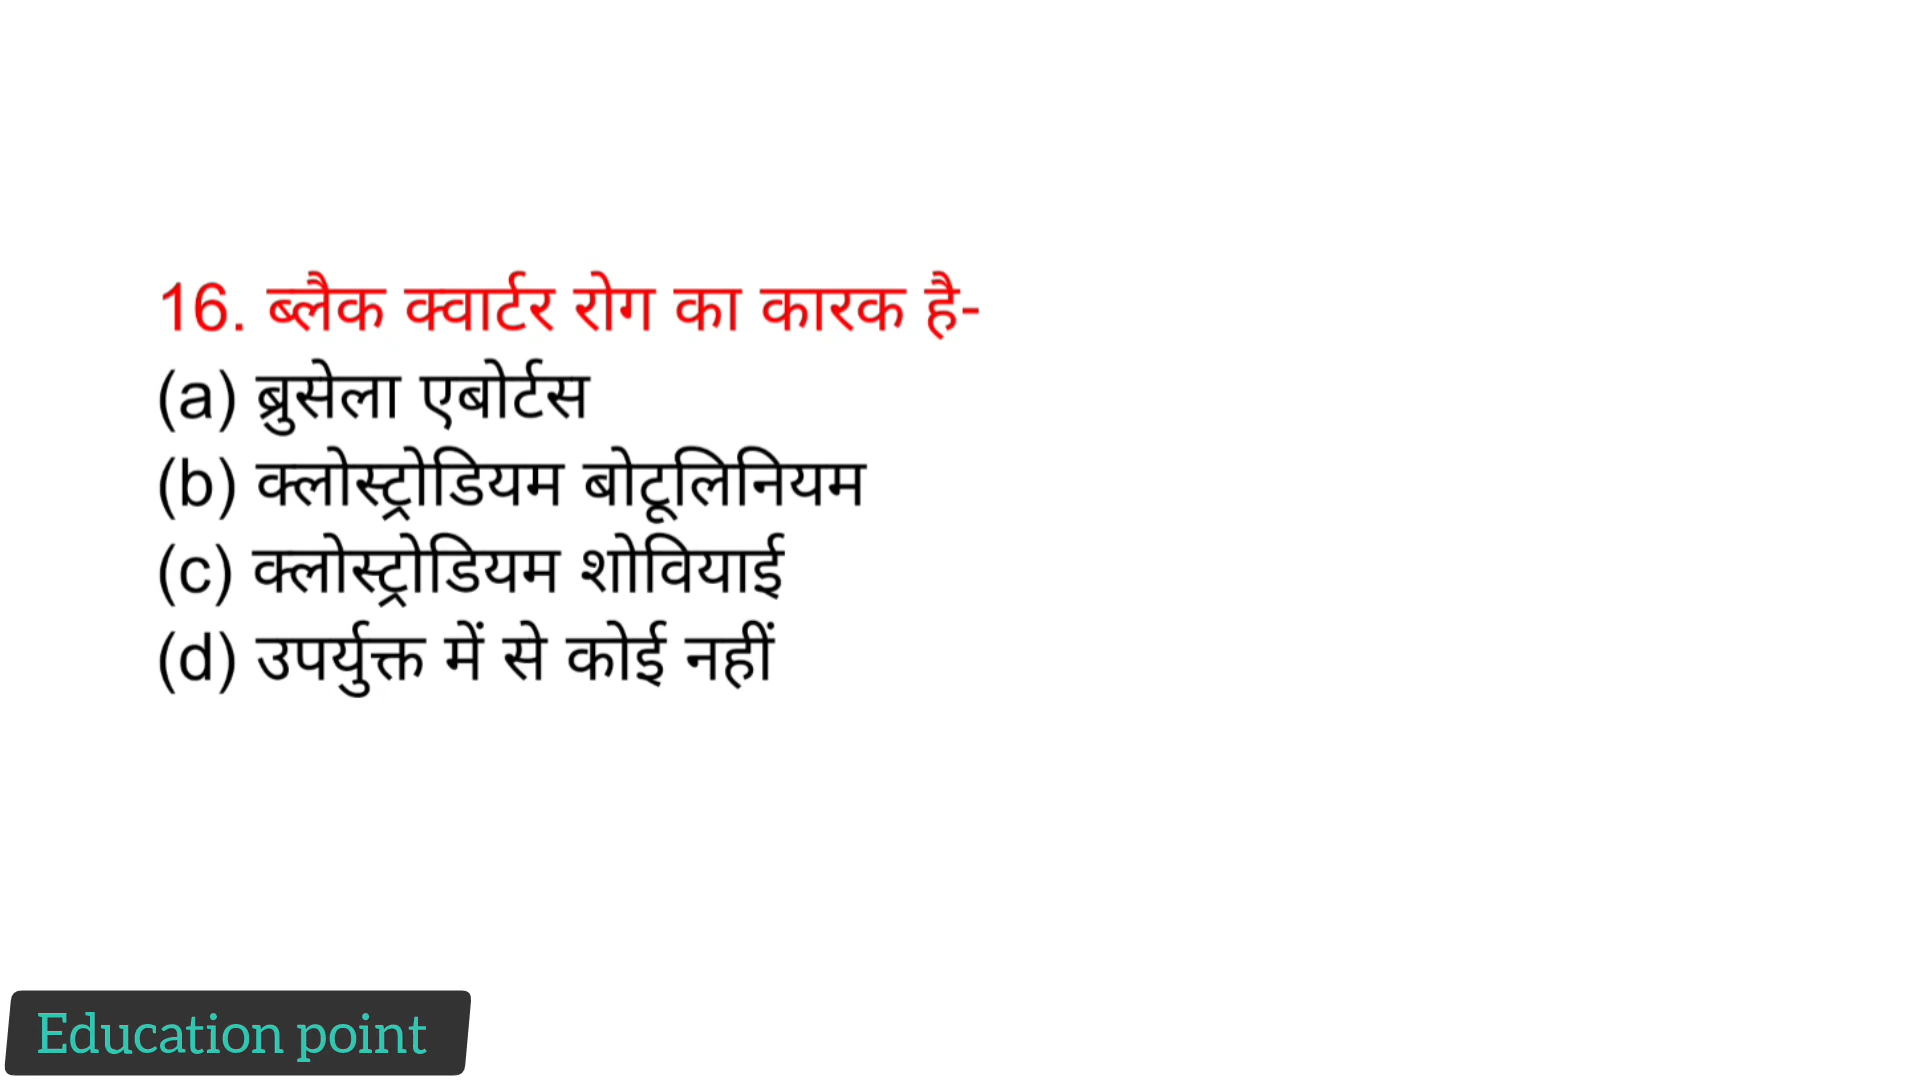 16. ब्लैक क्वार्टर रोग का कारक है-
(a) ब्रुसेला एबोर्टस
(b) क्लोस्ट्रोडियम बोटूलिनियम
(c) क्लोस्ट्रोडियम शोवियाई
(d) उपर्युक्त में से कोई नहीं
Education point